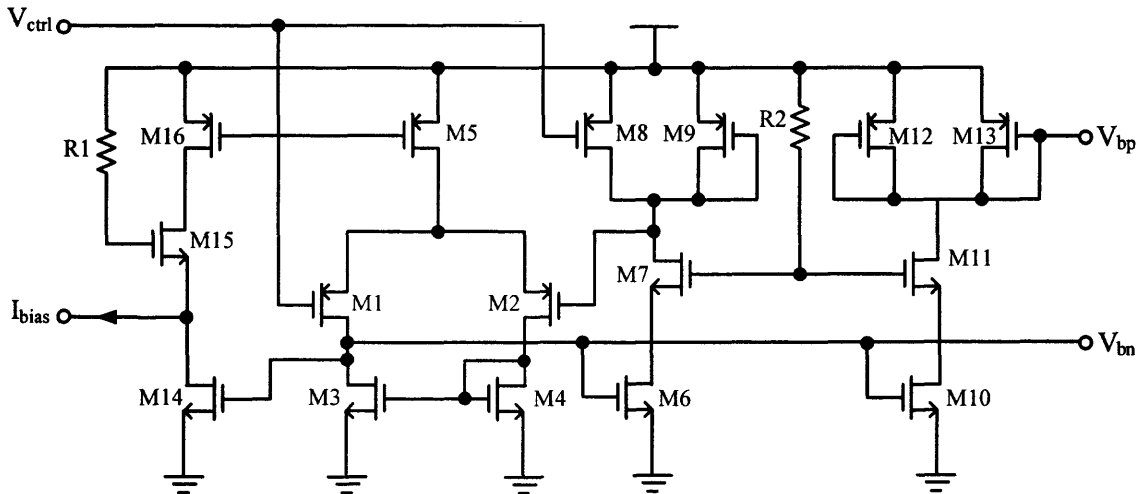 V_ctrl
R1
M16
M5
M8
M9
R2
M12
M13
V_bp
M15
M1
M2
M7
M11
I_bias
V_bn
M14
M3
M4
M6
M10